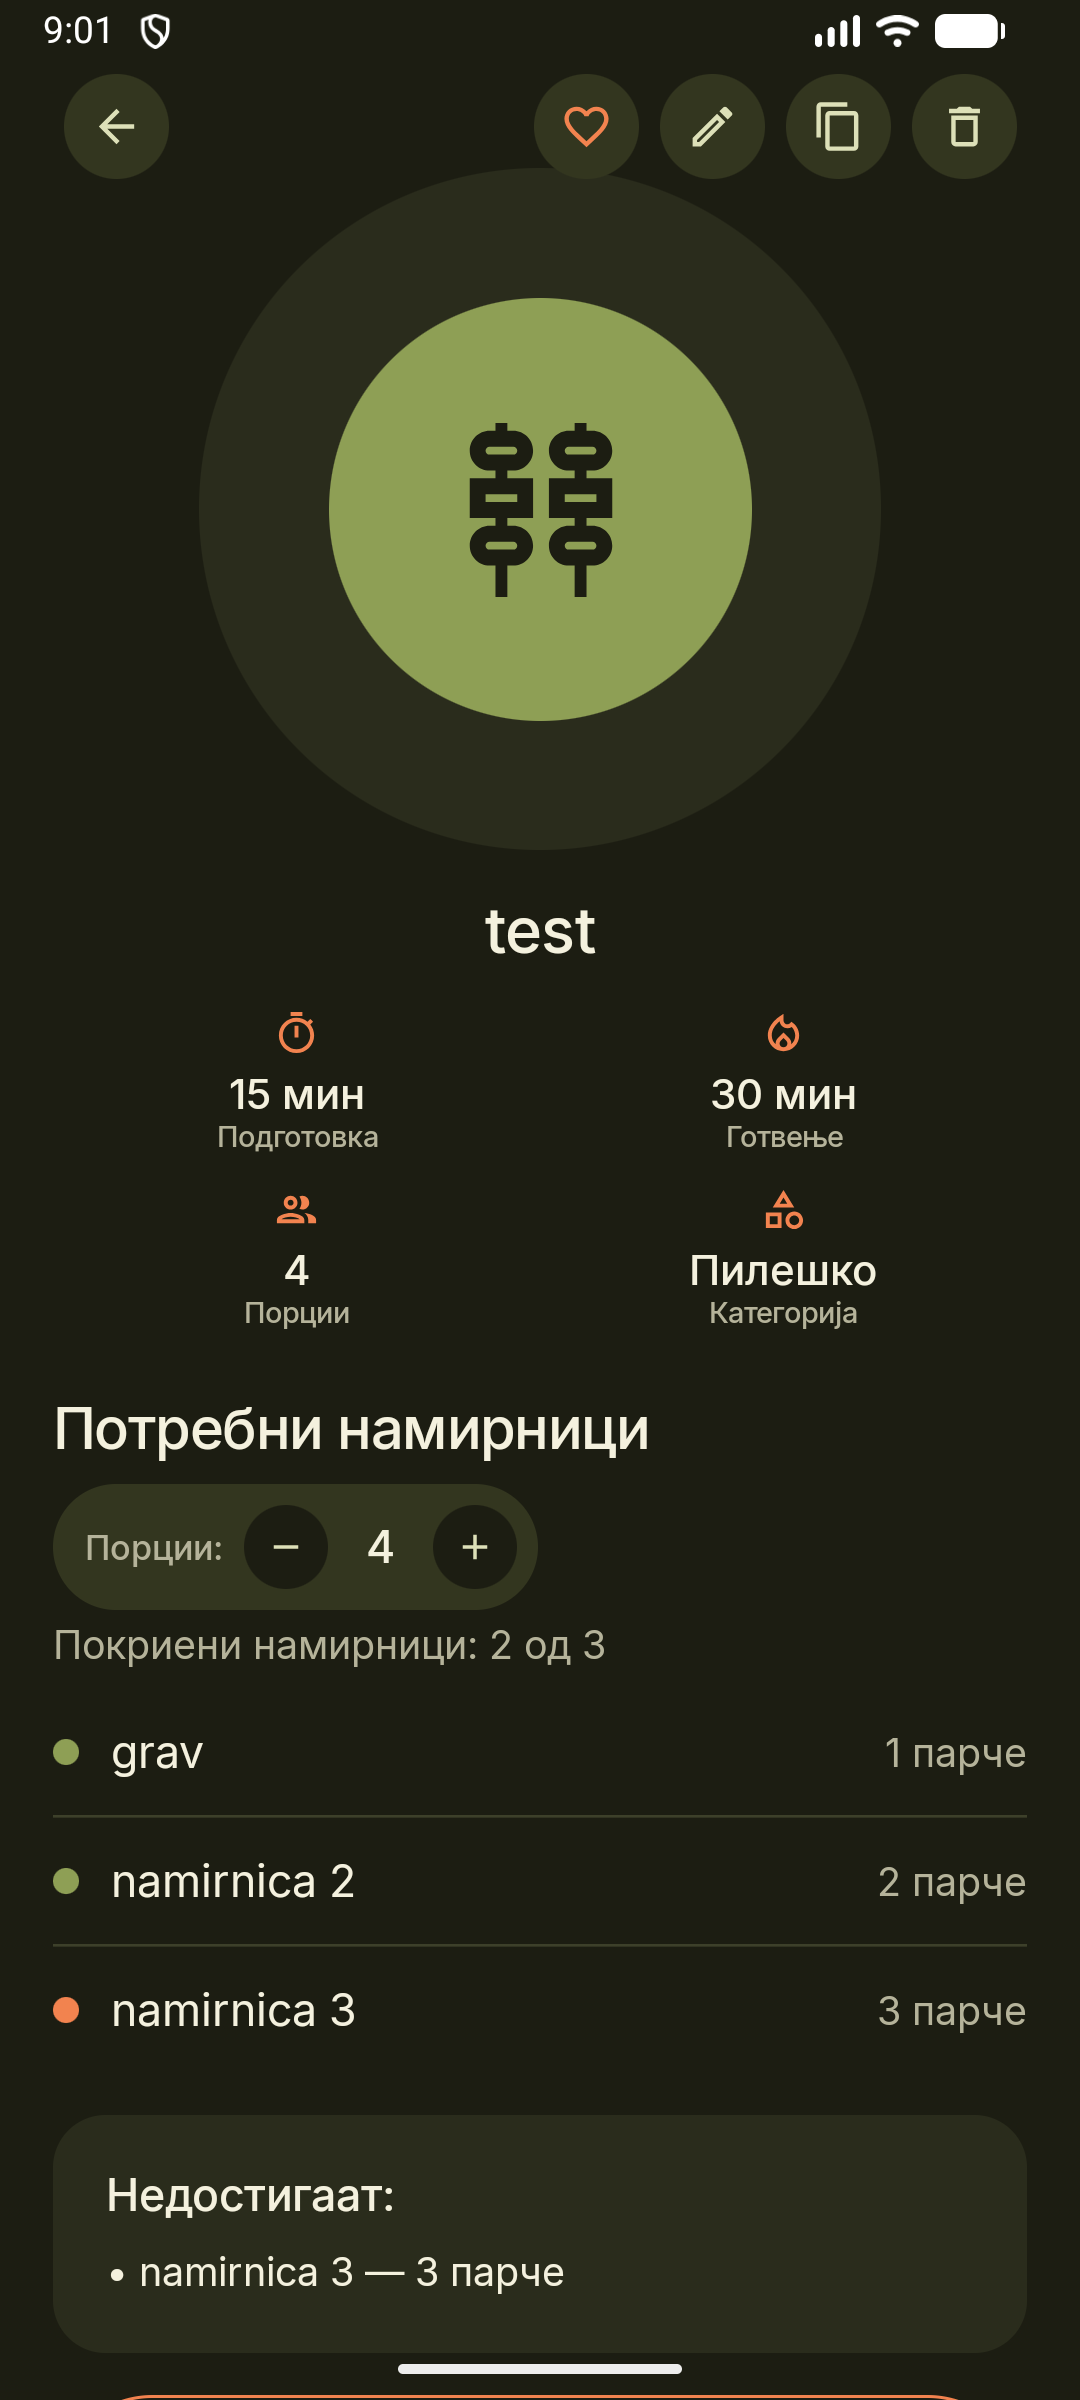 9:01
test
15 мин
30 мин
Подготовка
Готвење
4
Пилешко
Порции
Категорија
Потребни намирници
Порции: 4
Покриени намирници: 2 од 3
grav 1 парче
namirnica 2 2 парче
namirnica 3 3 парче
Недостигаат:
• namirnica 3 — 3 парче